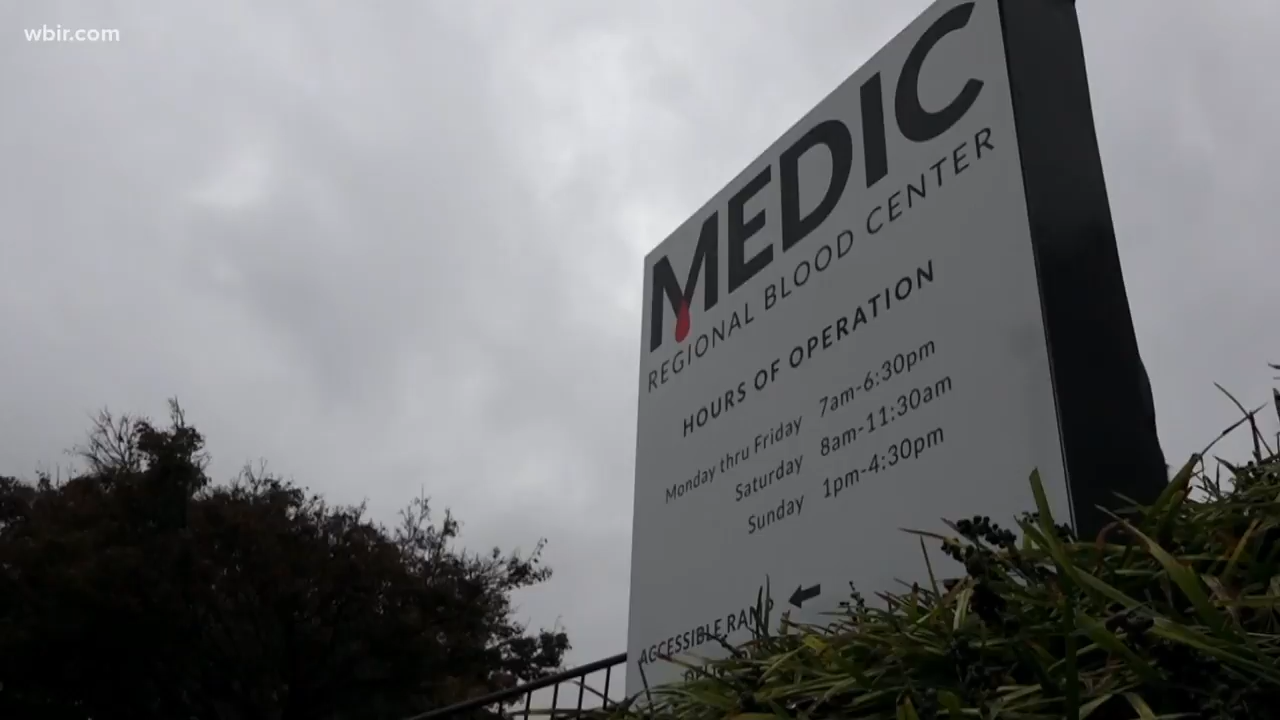 wbir.com
MEDIC
REGIONAL BLOOD CENTER
HOURS OF OPERATION
Monday thru Friday 7am-6:30pm
Saturday 8am-11:30am
Sunday 1pm-4:30pm
ACCESSIBLE RAMP